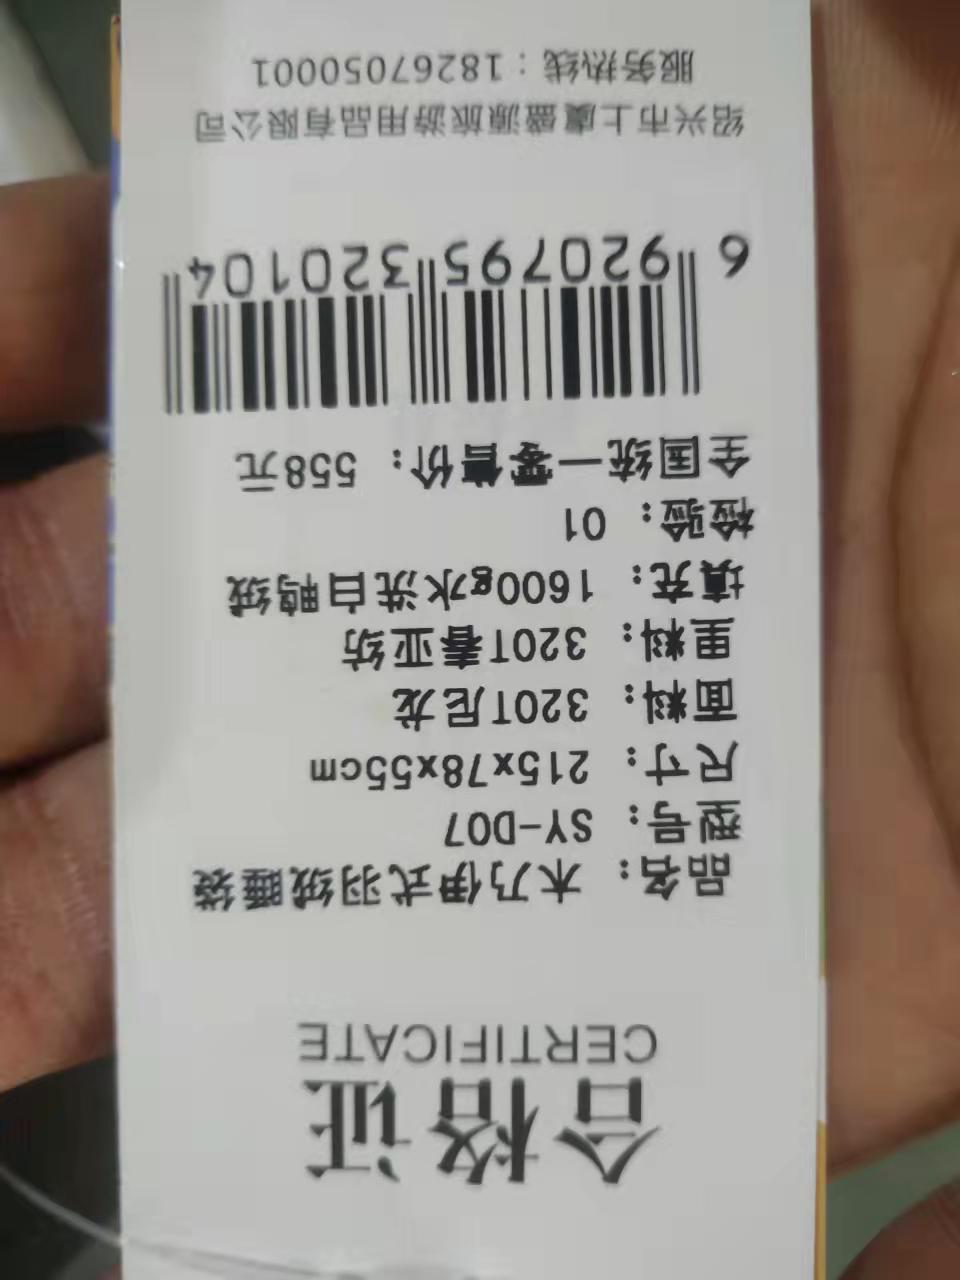 合格证
CERTIFICATE
品名： 木乃伊式羽绒睡袋
型号： SY-D07
尺寸： 215x78x55cm
面料： 320T尼龙
里料： 320T春亚纺
填充： 1600g水洗白鸭绒
检验： 01
全国统一零售价： 558元
6 920795 320104
绍兴市上虞盛源旅游用品有限公司
服务热线：18267050001